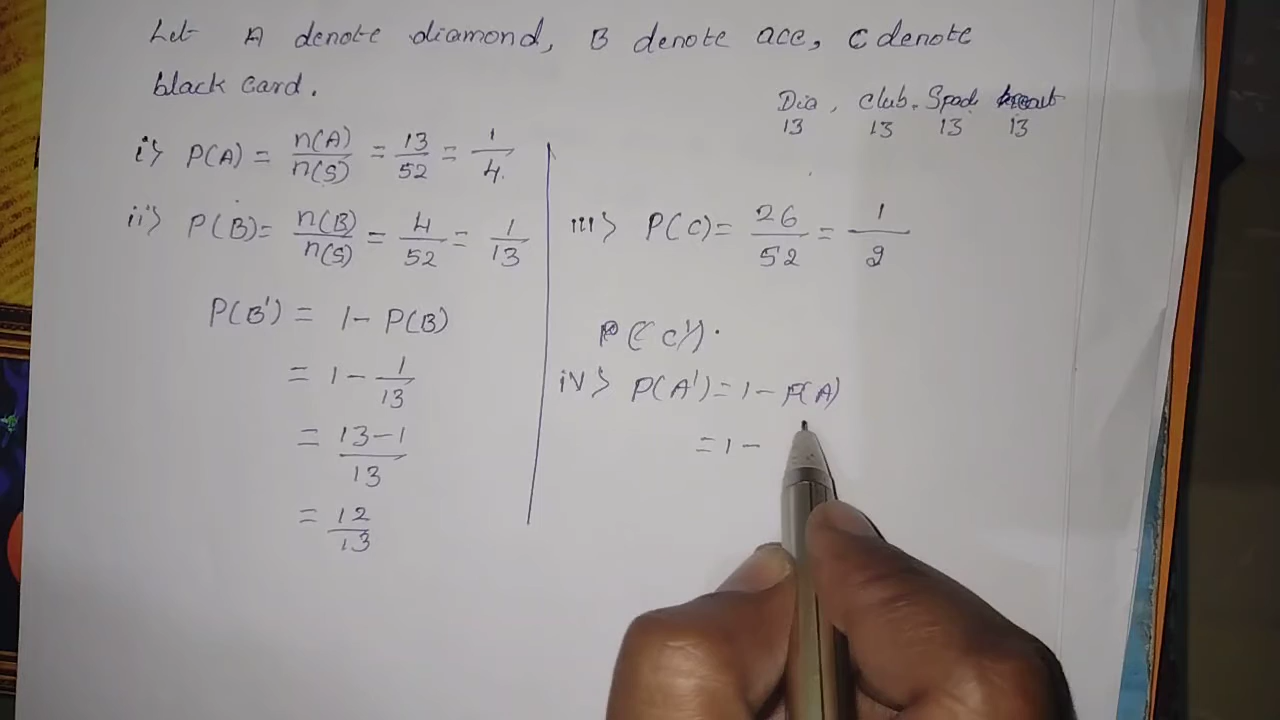 Let A denote diamond, B denote ace, C denote
black card.
Dia, club. Spad.
13 13 13 13
i> P(A) = n(A)/n(S) = 13/52 = 1/4.
ii> P(B) = n(B)/n(S) = 4/52 = 1/13
P(B') = 1 - P(B)
= 1 - 1/13
= 13-1/13
= 12/13
iii> P(C) = 26/52 = 1/2
P(C').
iv> P(A') = 1 - P(A)
= 1 -